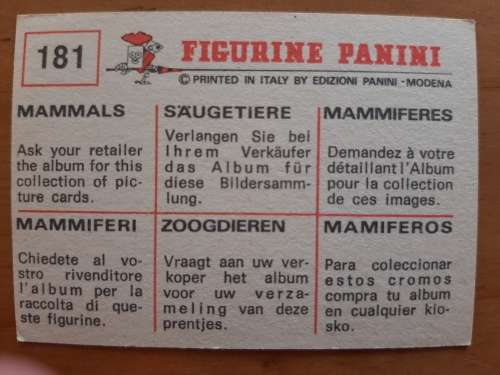 181
FIGURINE PANINI
© PRINTED IN ITALY BY EDIZIONI PANINI - MODENA
MAMMALS
Ask your retailer
the album for this
collection of pic-
ture cards.
SÄUGETIERE
Verlangen Sie bei
Ihrem Verkäufer
das Album für
diese Bildersamm-
lung.
MAMMIFERES
Demandez à votre
détaillant l'Album
pour la collection
de ces images.
MAMMIFERI
Chiedete al vo-
stro rivenditore
l'album per la
raccolta di que-
ste figurine.
ZOOGDIEREN
Vraagt aan uw ver-
koper het album
voor uw verza-
meling van deze
prentjes.
MAMIFEROS
Para coleccionar
estos cromos
compra tu album
en cualquier kio-
sko.